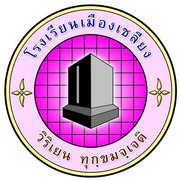 โรงเรียนเมืองเชลียง
วิริเยน ทุกฺขมจฺเจติ